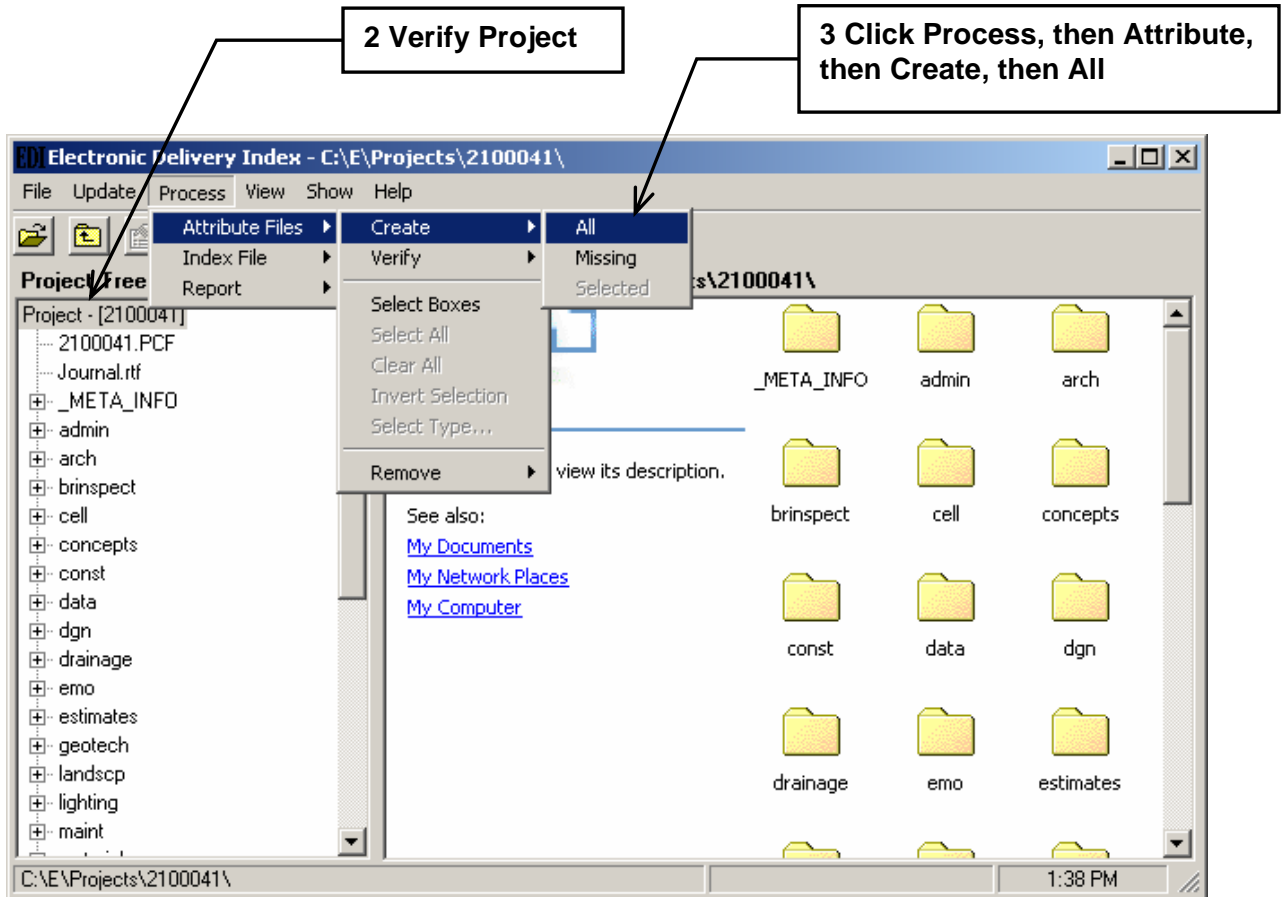 2 Verify Project
3 Click Process, then Attribute,
then Create, then All
EDI Electronic Delivery Index - C:\E\Projects\2100041\
File Update Process View Show Help
Attribute Files
Index File
Report
Create
Verify
Select Boxes
Select All
Clear All
Invert Selection
Select Type...
Remove
All
Missing
Selected
Project Tree
s\2100041\
Project - [2100041]
2100041.PCF
Journal.rtf
_META_INFO
admin
arch
brinspect
cell
concepts
const
data
dgn
drainage
emo
estimates
geotech
landscp
lighting
maint
view its description.
See also:
My Documents
My Network Places
My Computer
_META_INFO admin arch
brinspect cell concepts
const data dgn
drainage emo estimates
C:\E\Projects\2100041\
1:38 PM